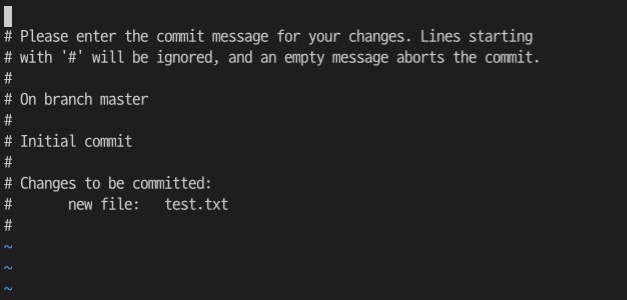 # Please enter the commit message for your changes. Lines starting
# with '#' will be ignored, and an empty message aborts the commit.
#
# On branch master
#
# Initial commit
#
# Changes to be committed:
#       new file:   test.txt
#
~
~
~